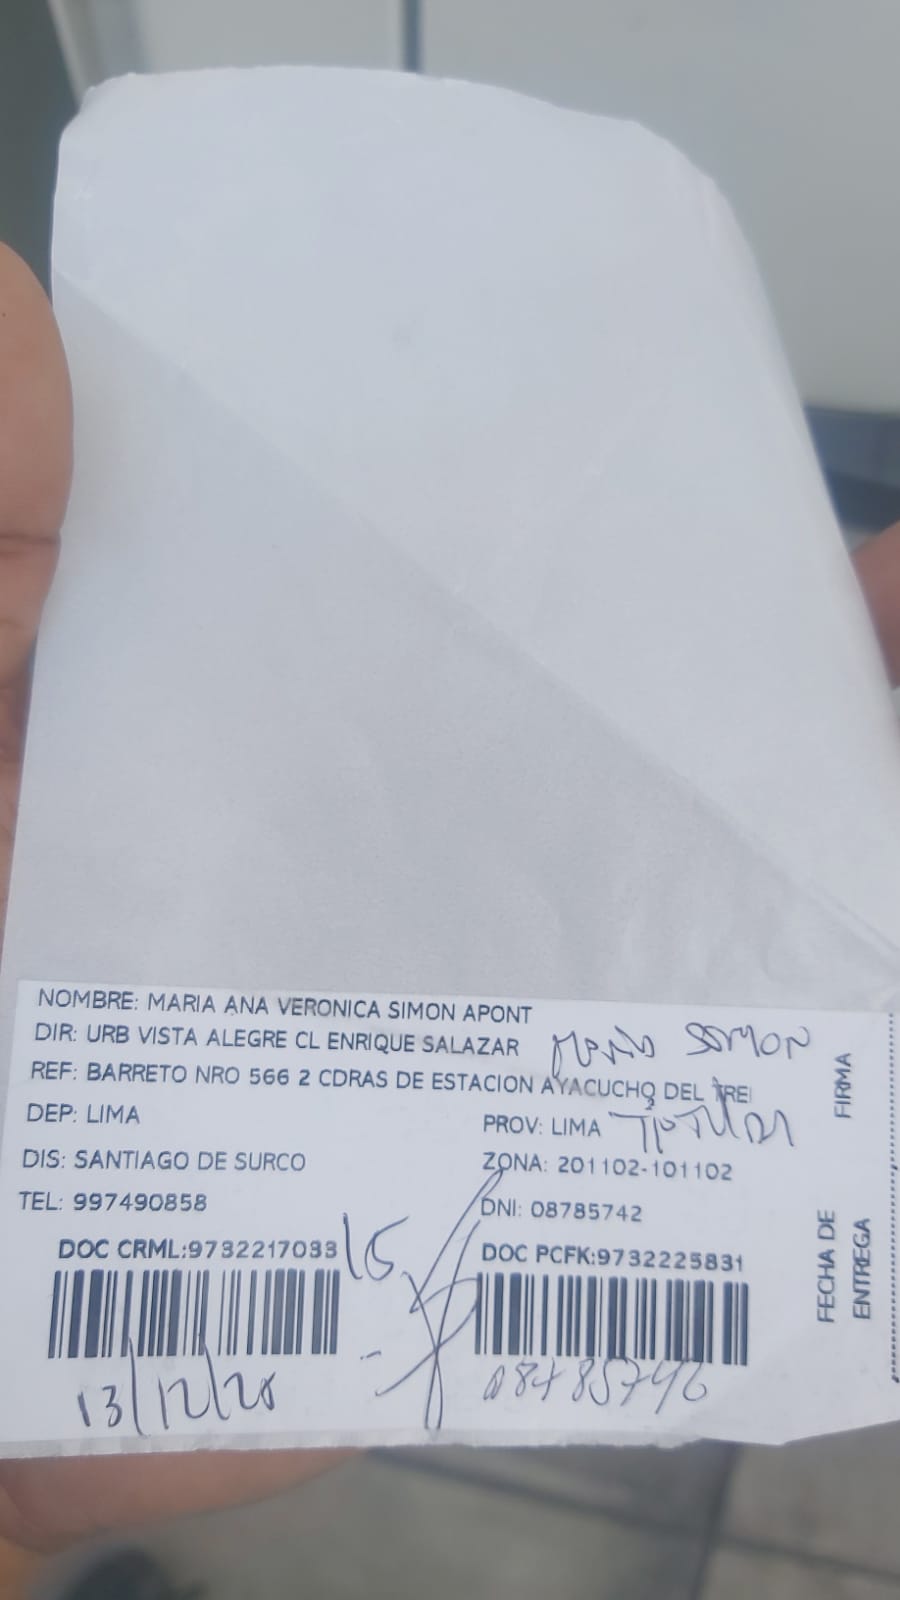 NOMBRE: MARIA ANA VERONICA SIMON APONT
DIR: URB VISTA ALEGRE CL ENRIQUE SALAZAR
SIMON
REF: BARRETO NRO 566 2 CDRAS DE ESTACION AYACUCHO DEL TREI
DEP: LIMA
PROV: LIMA
TITULAR
DIS: SANTIAGO DE SURCO
ZONA: 201102-101102
TEL: 997490858
DNI: 08785742
DOC CRML:9732217033
DOC PCFK:9732225831
13/12/
FIRMA
FECHA DE
ENTREGA